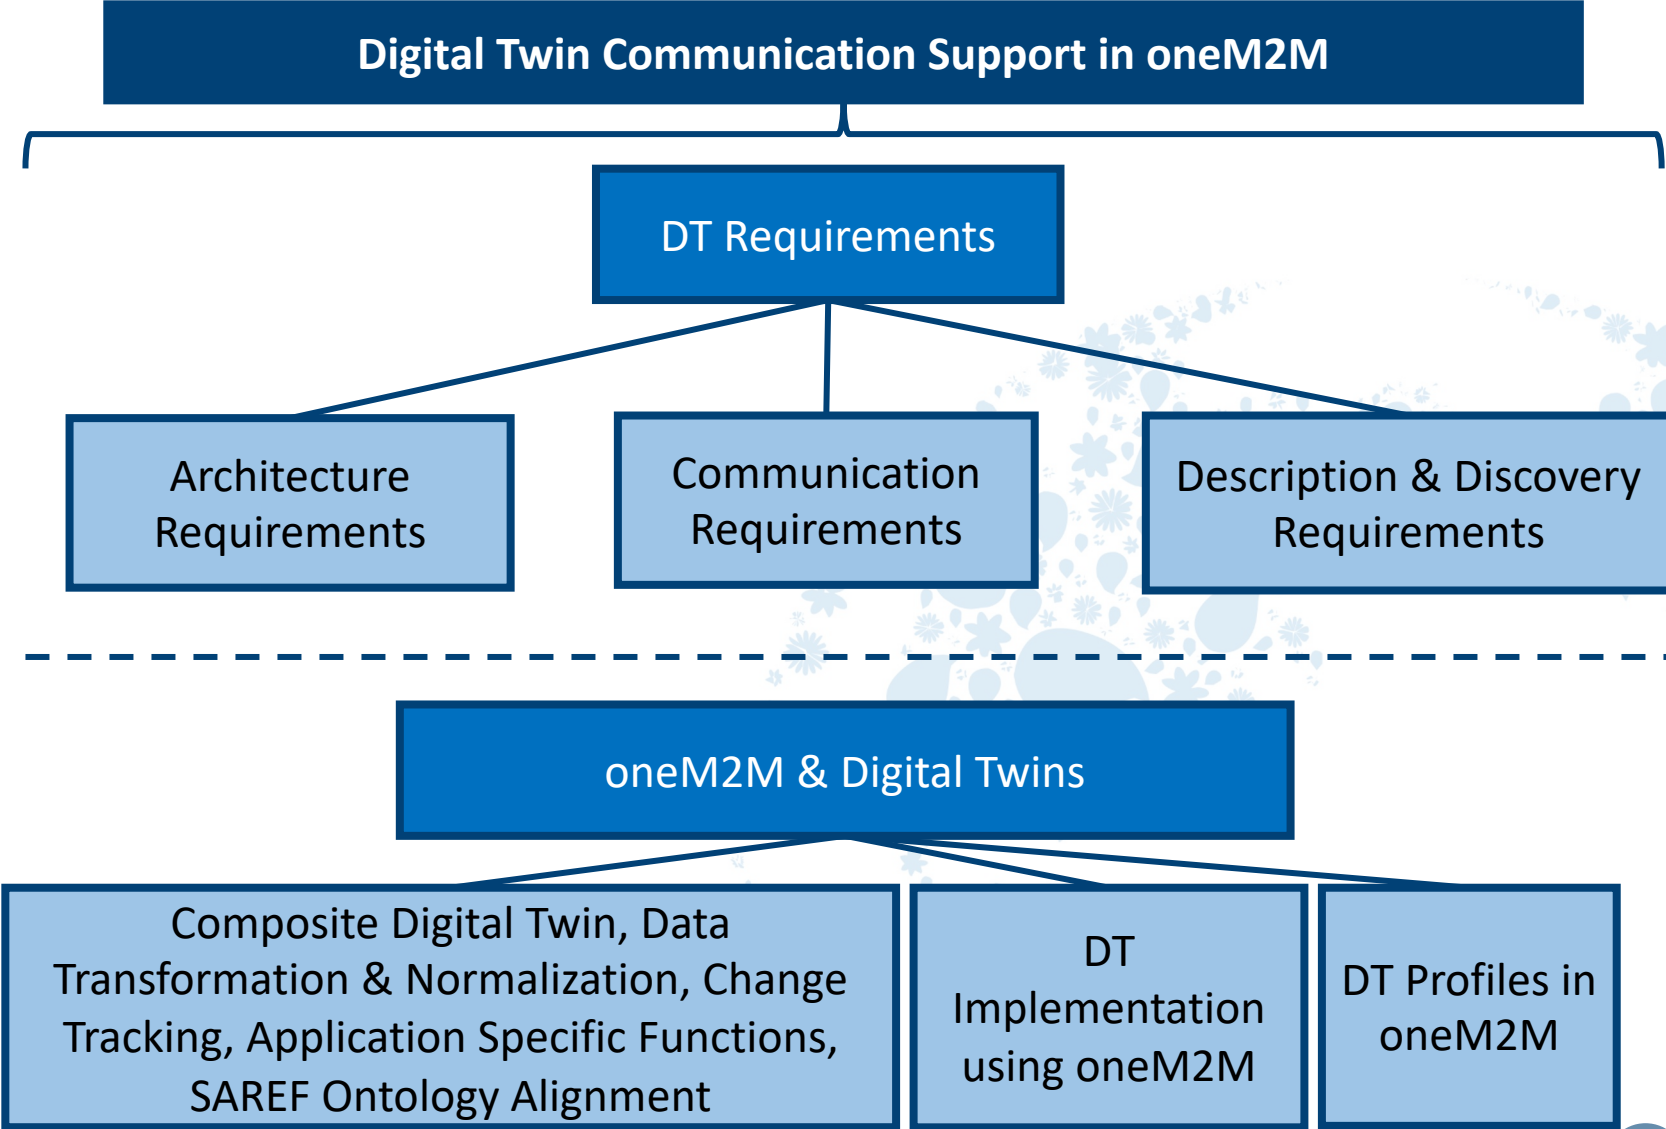 Digital Twin Communication Support in oneM2M
DT Requirements
Architecture
Requirements
Communication
Requirements
Description & Discovery
Requirements
oneM2M & Digital Twins
Composite Digital Twin, Data
Transformation & Normalization, Change
Tracking, Application Specific Functions,
SAREF Ontology Alignment
DT
Implementation
using oneM2M
DT Profiles in
oneM2M